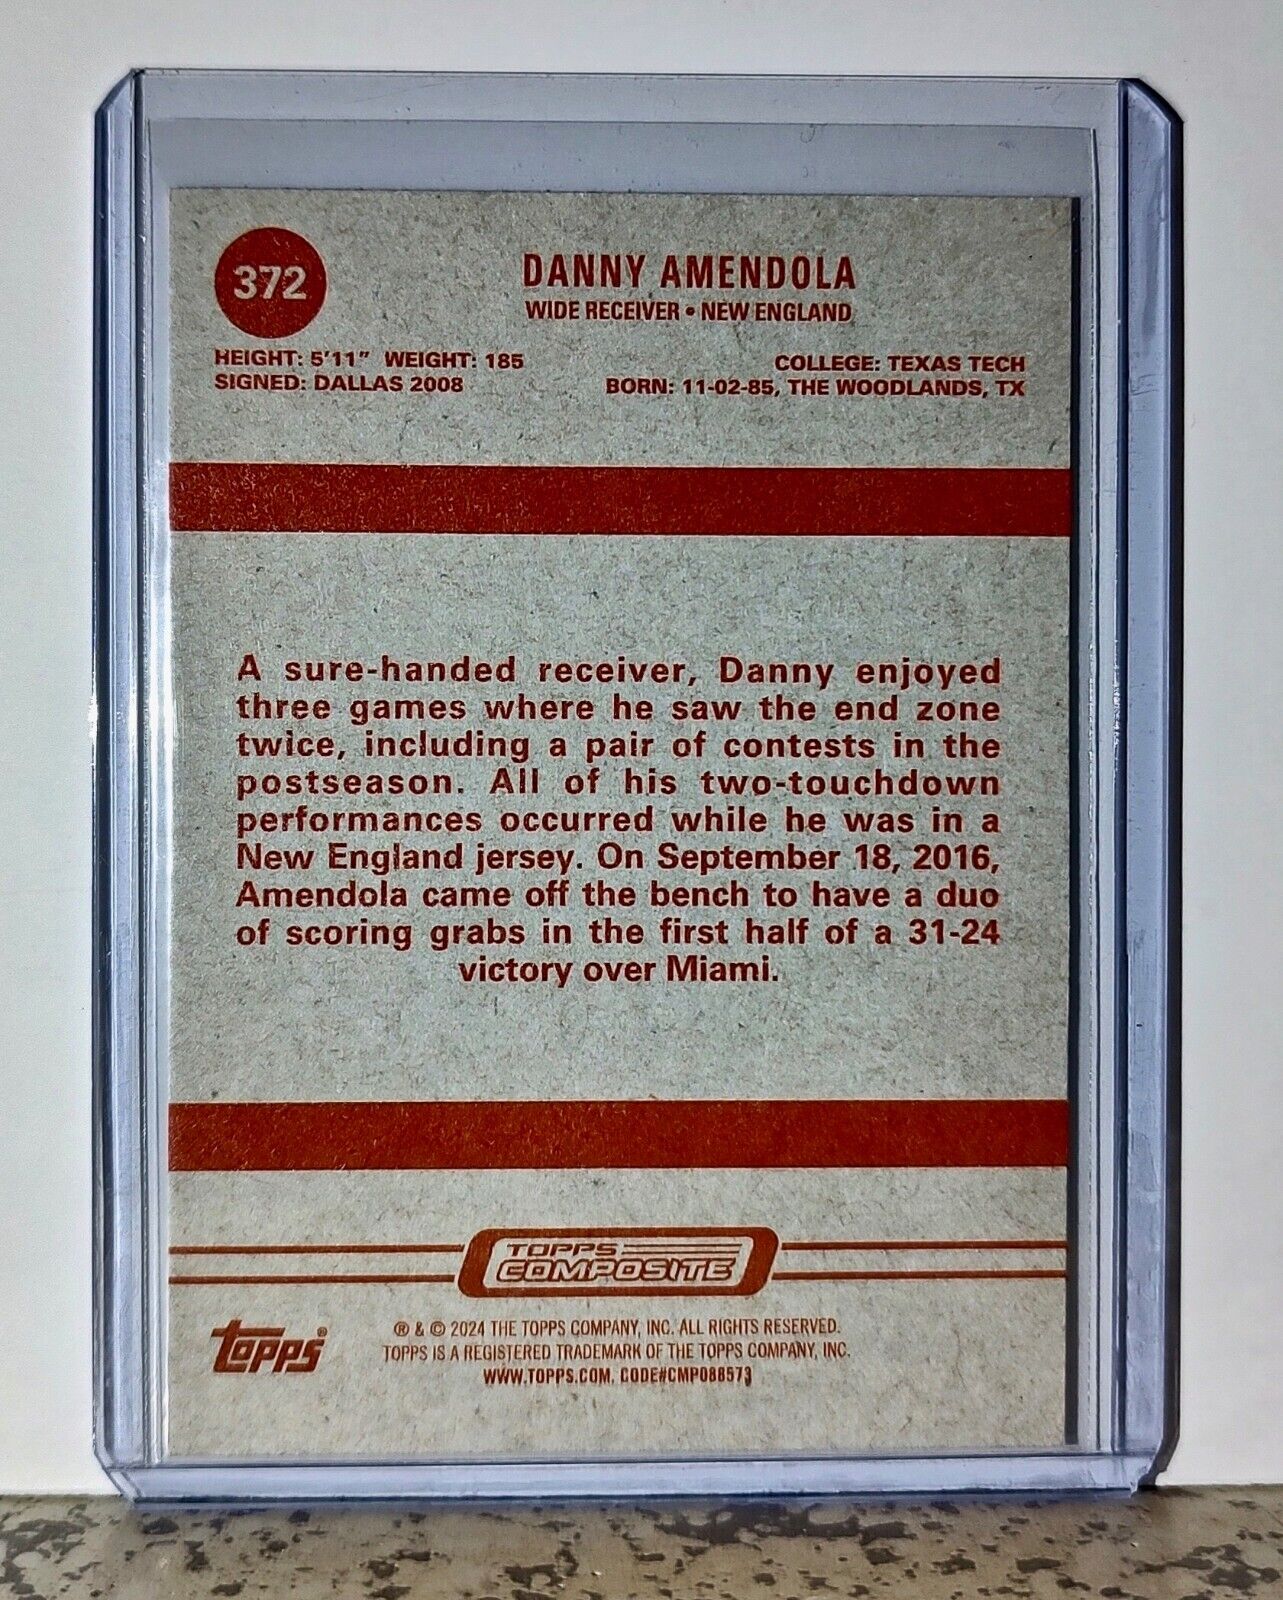 372
DANNY AMENDOLA
WIDE RECEIVER • NEW ENGLAND
HEIGHT: 5'11" WEIGHT: 185
SIGNED: DALLAS 2008
COLLEGE: TEXAS TECH
BORN: 11-02-85, THE WOODLANDS, TX
A sure-handed receiver, Danny enjoyed
three games where he saw the end zone
twice, including a pair of contests in the
postseason. All of his two-touchdown
performances occurred while he was in a
New England jersey. On September 18, 2016,
Amendola came off the bench to have a duo
of scoring grabs in the first half of a 31-24
victory over Miami.
TOPPS
COMPOSITE
topps®
® & © 2024 THE TOPPS COMPANY, INC. ALL RIGHTS RESERVED.
TOPPS IS A REGISTERED TRADEMARK OF THE TOPPS COMPANY, INC.
WWW.TOPPS.COM. CODE#CMP088573